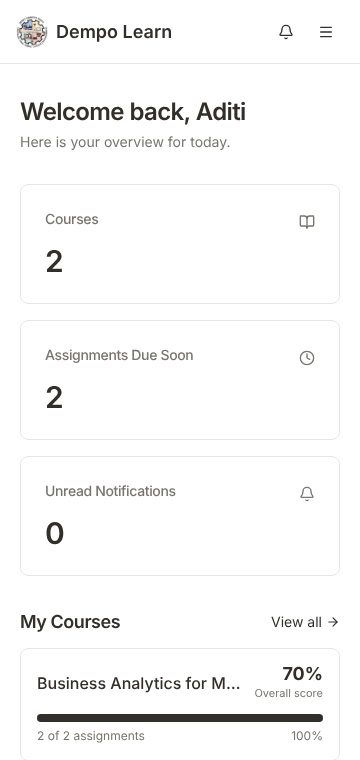 Dempo Learn
Welcome back, Aditi
Here is your overview for today.
Courses
2
Assignments Due Soon
2
Unread Notifications
0
My Courses
View all
Business Analytics for M...
70%
Overall score
2 of 2 assignments
100%